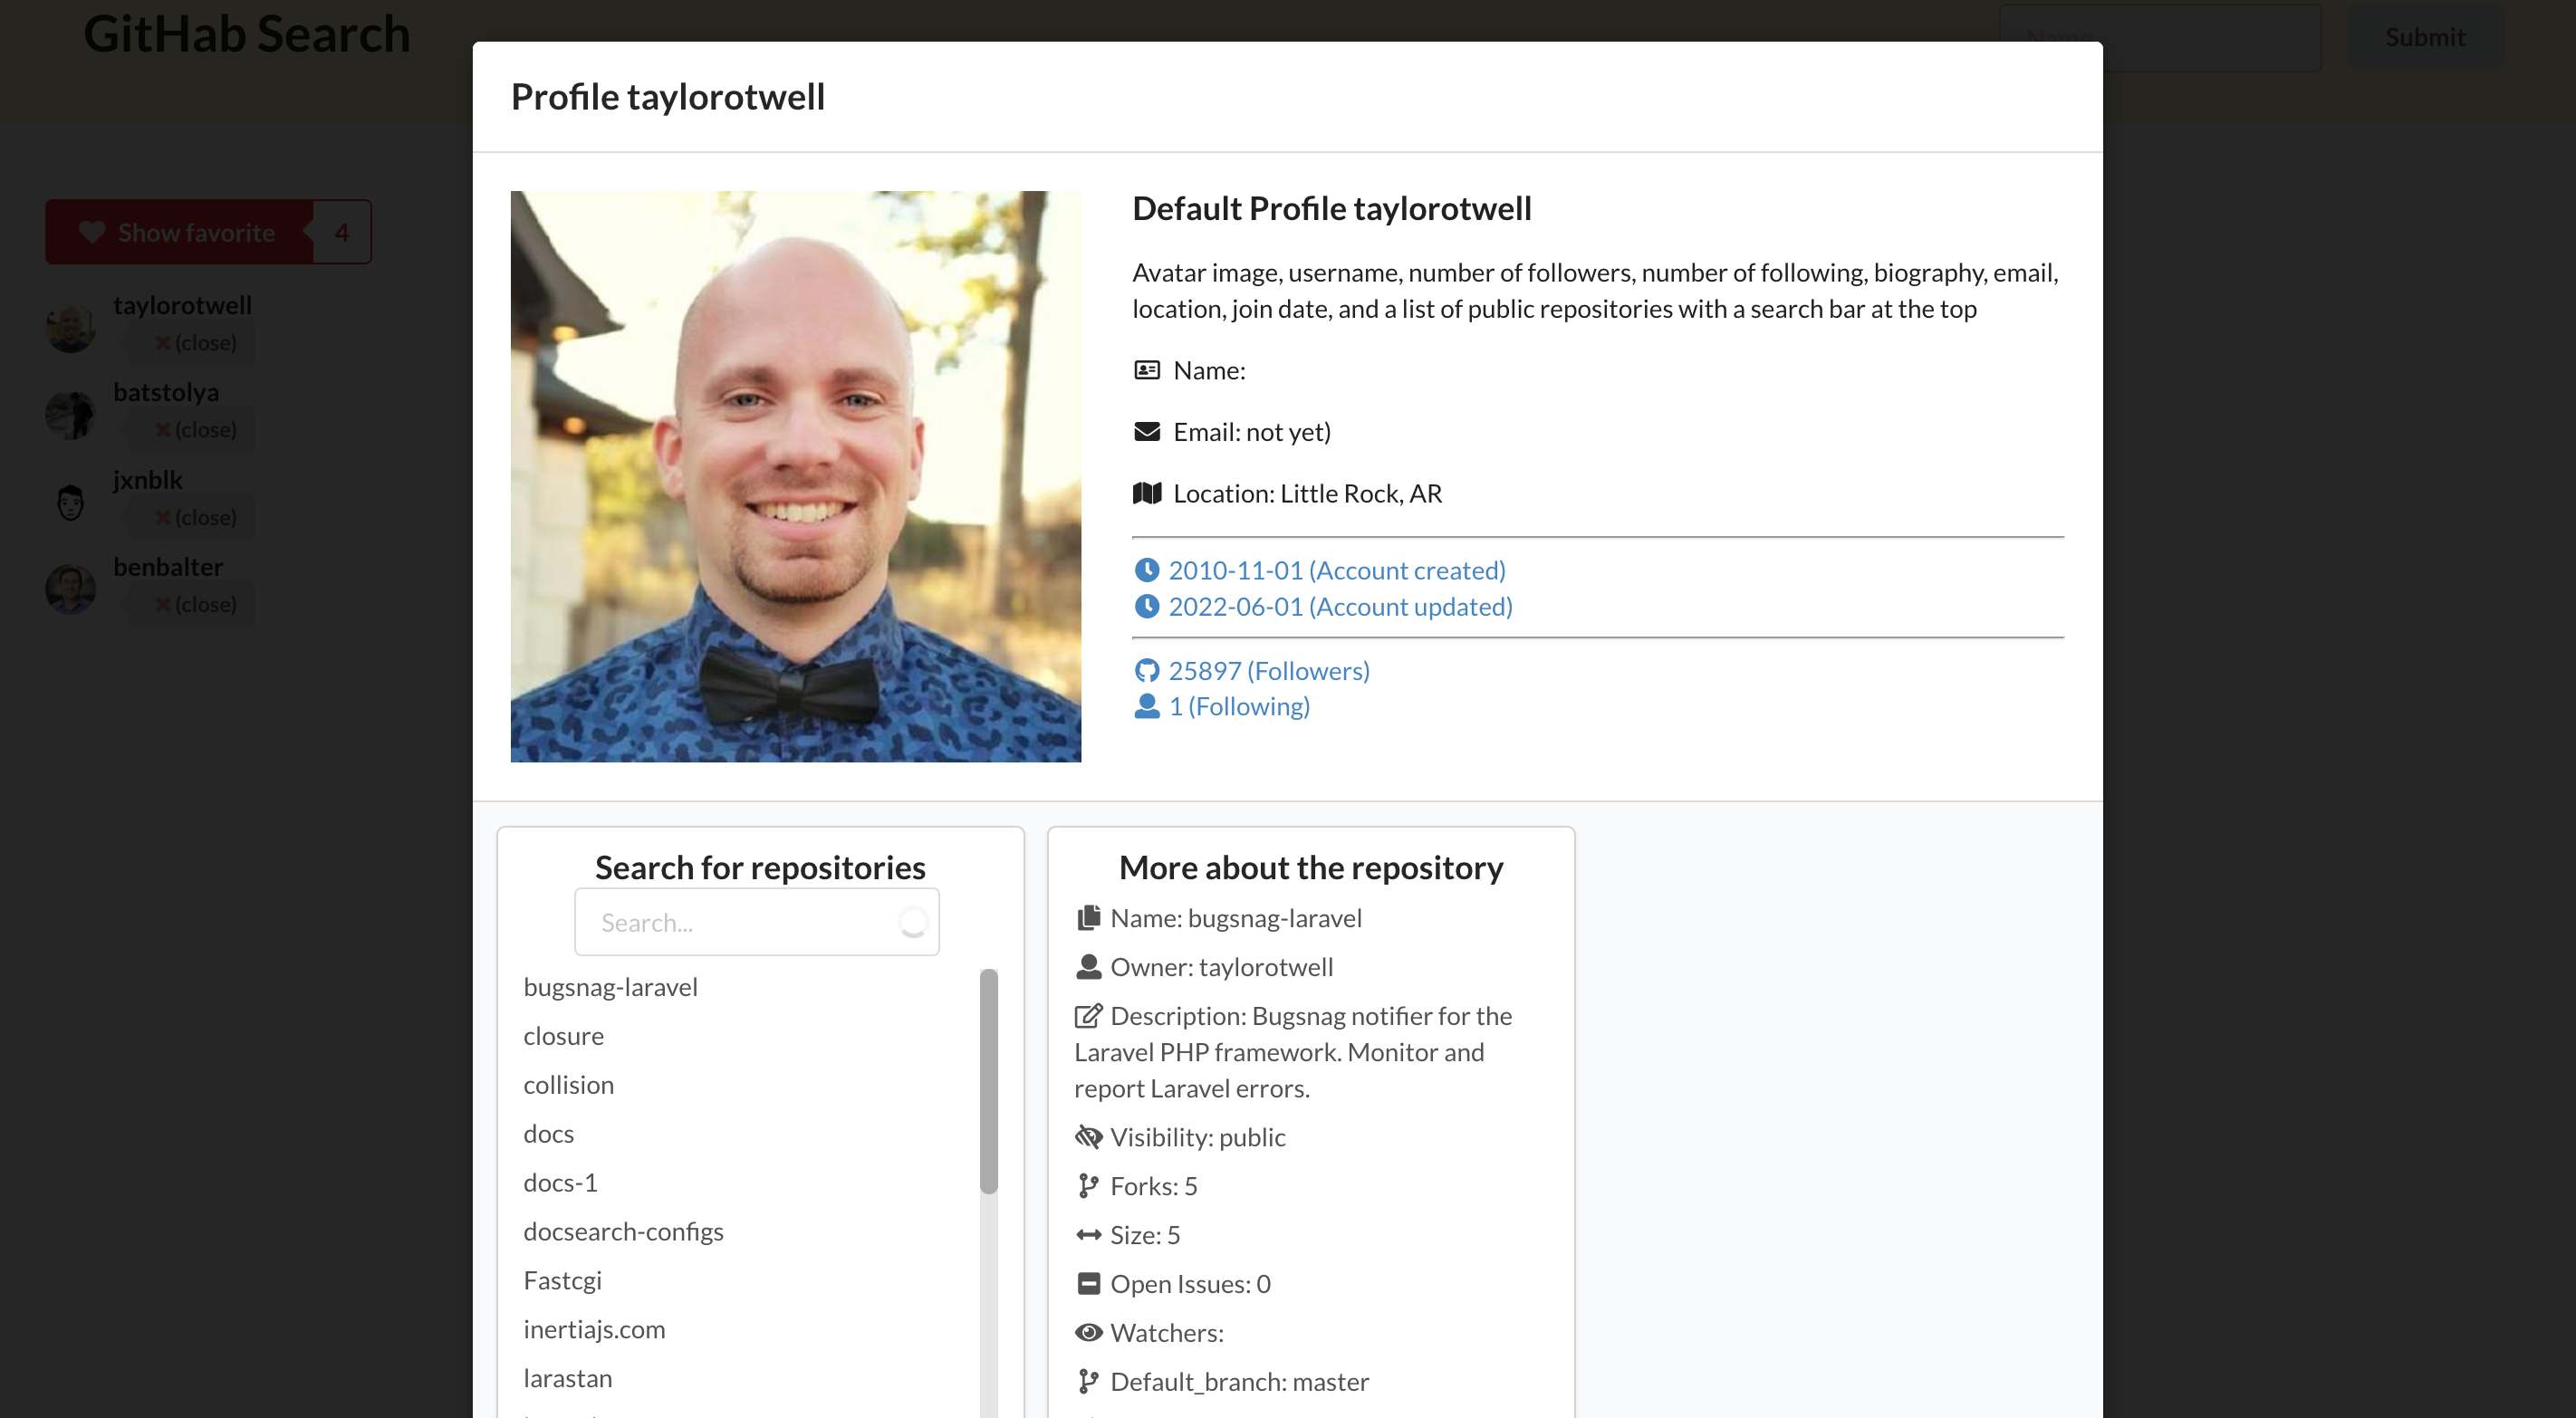 GitHab Search
Name
Submit
Show favorite
4
taylorotwell
(close)
batstolya
(close)
jxnblk
(close)
benbalter
(close)
Profile taylorotwell
Default Profile taylorotwell
Avatar image, username, number of followers, number of following, biography, email,
location, join date, and a list of public repositories with a search bar at the top
Name:
Email: not yet)
Location: Little Rock, AR
2010-11-01 (Account created)
2022-06-01 (Account updated)
25897 (Followers)
1 (Following)
Search for repositories
Search...
bugsnag-laravel
closure
collision
docs
docs-1
docsearch-configs
Fastcgi
inertiajs.com
larastan
More about the repository
Name: bugsnag-laravel
Owner: taylorotwell
Description: Bugsnag notifier for the
Laravel PHP framework. Monitor and
report Laravel errors.
Visibility: public
Forks: 5
Size: 5
Open Issues: 0
Watchers:
Default_branch: master